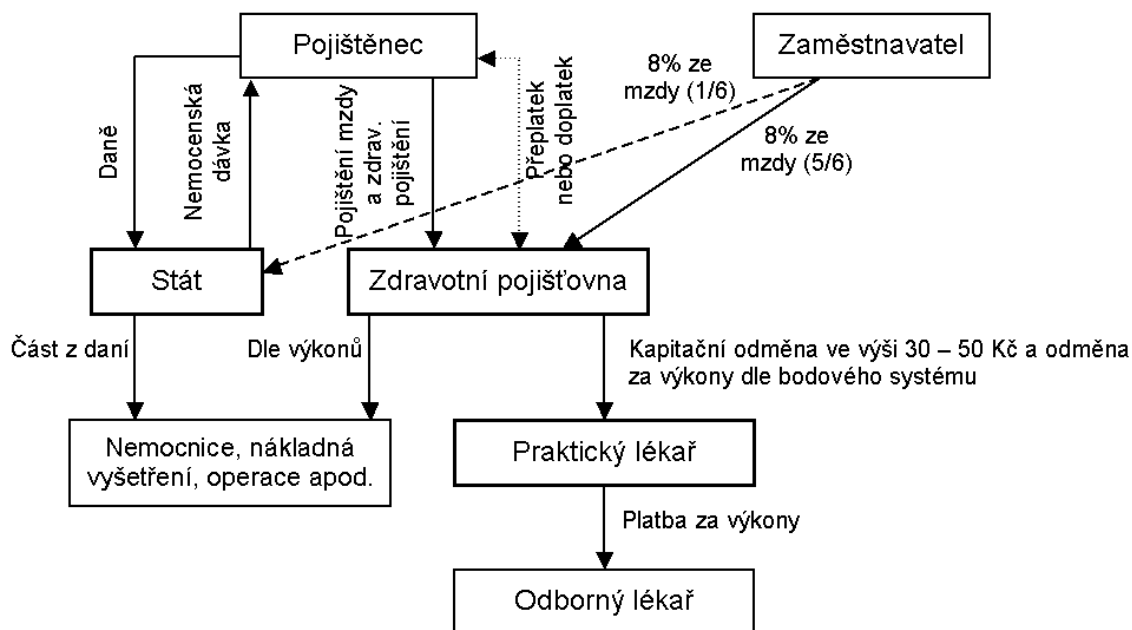 Pojištěnec
Zaměstnavatel
8% ze
mzdy (1/6)
8% ze
mzdy (5/6)
Daně
Nemocenská
dávka
Pojištění mzdy
a zdrav.
pojištění
Přeplatek
nebo doplatek
Stát
Zdravotní pojišťovna
Část z daní
Dle výkonů
Kapitační odměna ve výši 30 – 50 Kč a odměna
za výkony dle bodového systému
Nemocnice, nákladná
vyšetření, operace apod.
Praktický lékař
Platba za výkony
Odborný lékař